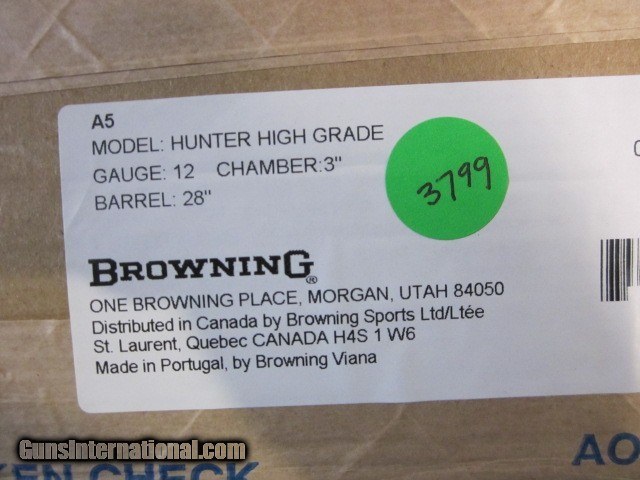 A5
MODEL: HUNTER HIGH GRADE
GAUGE: 12 CHAMBER:3"
BARREL: 28"
3799
BROWNING®
ONE BROWNING PLACE, MORGAN, UTAH 84050
Distributed in Canada by Browning Sports Ltd/Ltée
St. Laurent, Quebec CANADA H4S 1 W6
Made in Portugal, by Browning Viana
GunsInternational.com
CHECK
AO